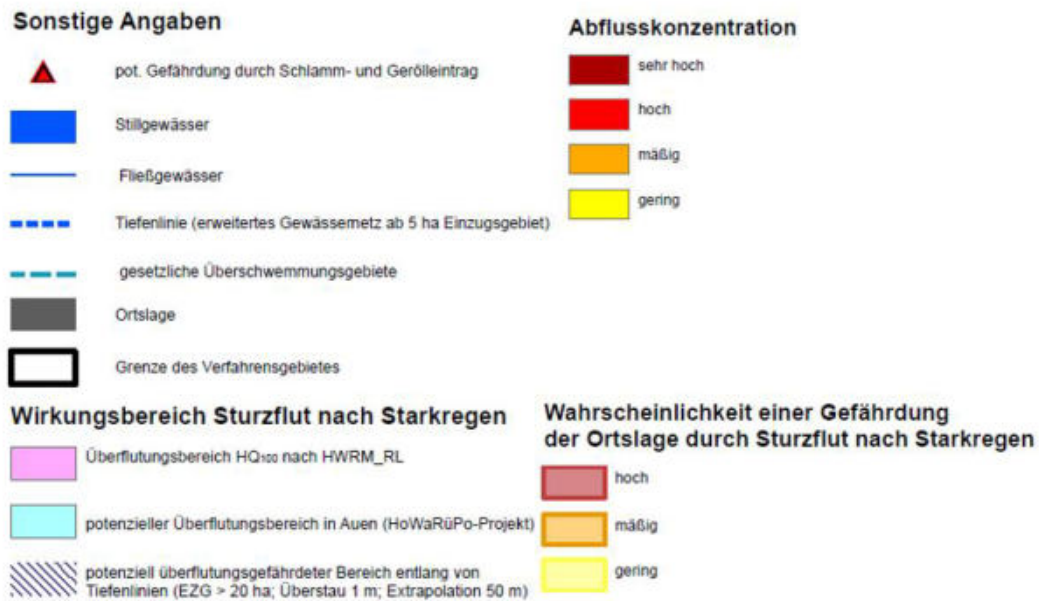 Sonstige Angaben
pot. Gefährdung durch Schlamm- und Gerölleintrag
Stillgewässer
Fließgewässer
Tiefenlinie (erweitertes Gewässernetz ab 5 ha Einzugsgebiet)
gesetzliche Überschwemmungsgebiete
Ortslage
Grenze des Verfahrensgebietes
Abflusskonzentration
sehr hoch
hoch
mäßig
gering
Wirkungsbereich Sturzflut nach Starkregen
Überflutungsbereich HQ100 nach HWRM_RL
potenzieller Überflutungsbereich in Auen (HoWaRüPo-Projekt)
potenziell überflutungsgefährdeter Bereich entlang von
Tiefenlinien (EZG > 20 ha; Überstau 1 m; Extrapolation 50 m)
Wahrscheinlichkeit einer Gefährdung
der Ortslage durch Sturzflut nach Starkregen
hoch
mäßig
gering